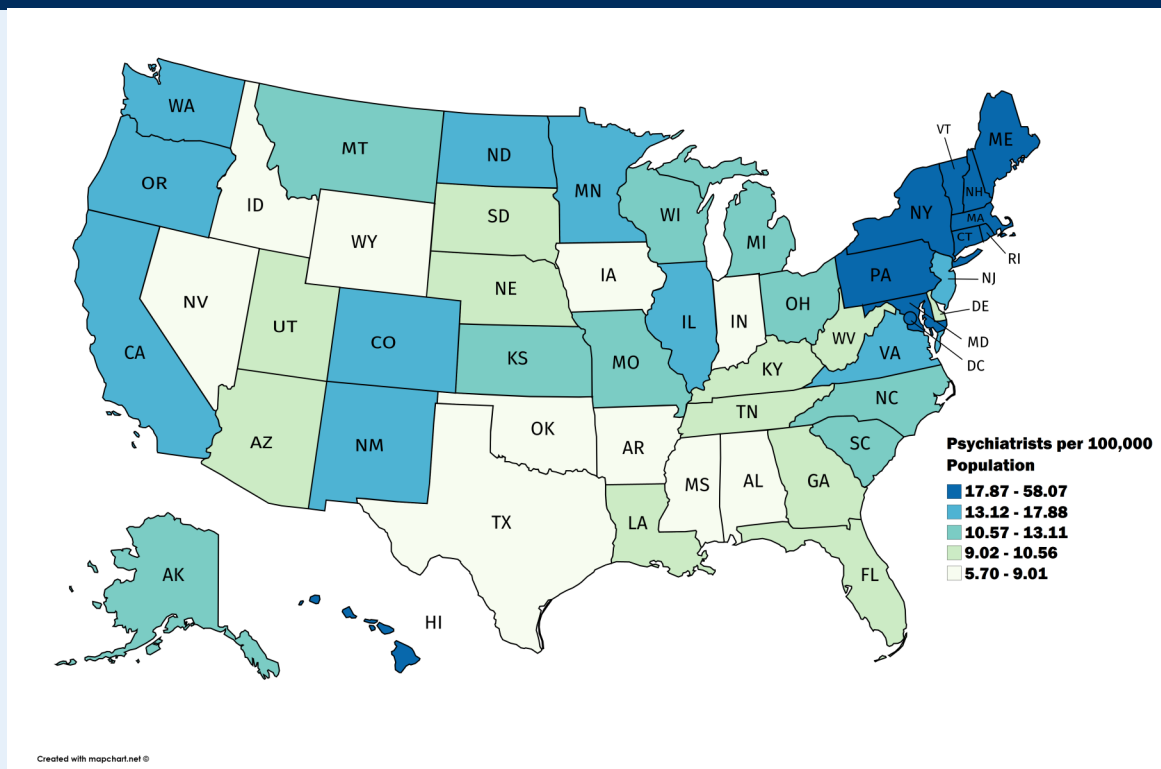 WA
MT
ND
MN
OR
ID
WY
SD
WI
MI
VT
ME
NH
NY
MA
CT
RI
NV
UT
CO
NE
IA
IL
IN
OH
PA
NJ
DE
MD
DC
CA
KS
MO
KY
WV
VA
AZ
NM
OK
AR
TN
NC
SC
TX
LA
MS
AL
GA
FL
AK
HI
Psychiatrists per 100,000
Population
17.87 - 58.07
13.12 - 17.88
10.57 - 13.11
9.02 - 10.56
5.70 - 9.01
Created with mapchart.net ©